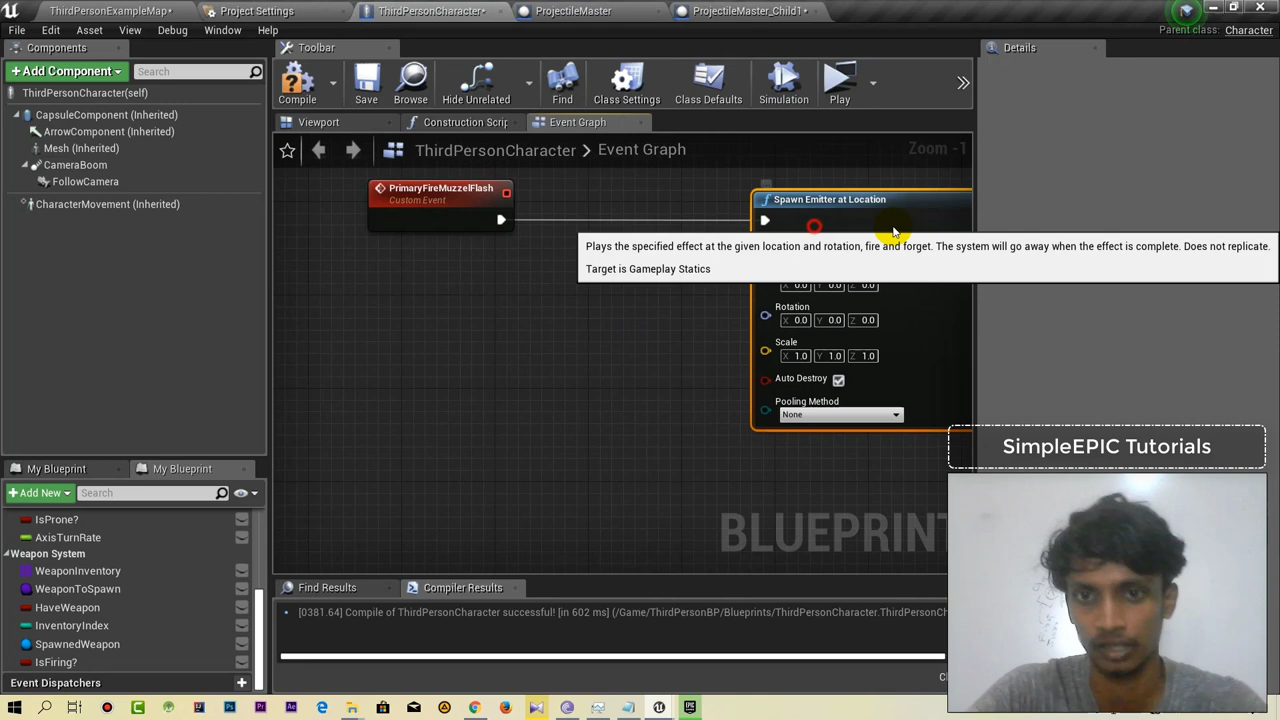 ThirdPersonExampleMap•
Project Settings
ThirdPersonCharacter•
ProjectileMaster
ProjectileMaster_Child1•
File Edit Asset View Debug Window Help
Parent class: Character
Components
Toolbar
Details
+ Add Component
Search
Compile
Save
Browse
Hide Unrelated
Find
Class Settings
Class Defaults
Simulation
Play
ThirdPersonCharacter(self)
CapsuleComponent (Inherited)
ArrowComponent (Inherited)
Mesh (Inherited)
CameraBoom
FollowCamera
CharacterMovement (Inherited)
Viewport
Construction Scrip
Event Graph
ThirdPersonCharacter > Event Graph
Zoom -1
PrimaryFireMuzzelFlash
Custom Event
Spawn Emitter at Location
Plays the specified effect at the given location and rotation, fire and forget. The system will go away when the effect is complete. Does not replicate.
Target is Gameplay Statics
X 0.0 Y 0.0 Z 0.0
Rotation
X 0.0 Y 0.0 Z 0.0
Scale
X 1.0 Y 1.0 Z 1.0
Auto Destroy
Pooling Method
None
BLUEPRINT
My Blueprint
My Blueprint
+ Add New
Search
IsProne?
AxisTurnRate
Weapon System
WeaponInventory
WeaponToSpawn
HaveWeapon
InventoryIndex
SpawnedWeapon
IsFiring?
Event Dispatchers
Find Results
Compiler Results
[0381.64] Compile of ThirdPersonCharacter successful! [in 602 ms] (/Game/ThirdPersonBP/Blueprints/ThirdPersonCharacter.ThirdPersonCh
SimpleEPIC Tutorials